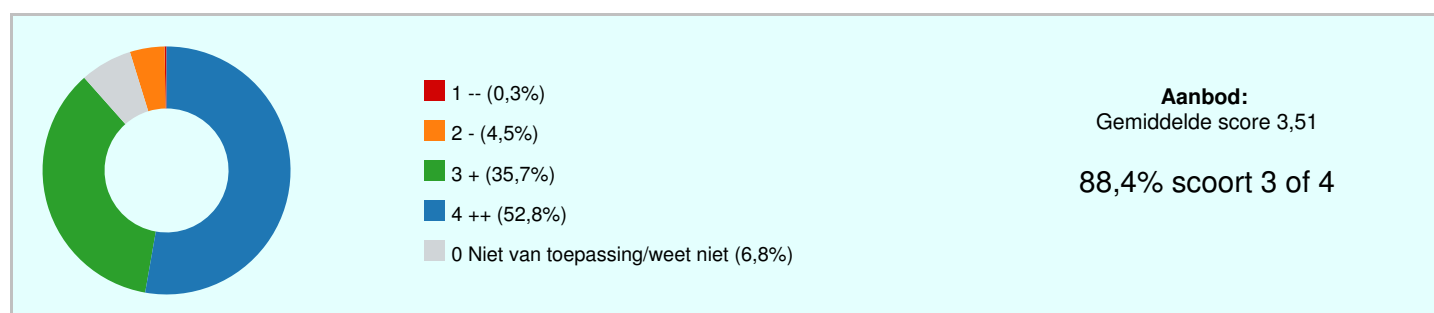 1 -- (0,3%)
2 - (4,5%)
3 + (35,7%)
4 ++ (52,8%)
0 Niet van toepassing/weet niet (6,8%)
Aanbod:
Gemiddelde score 3,51
88,4% scoort 3 of 4